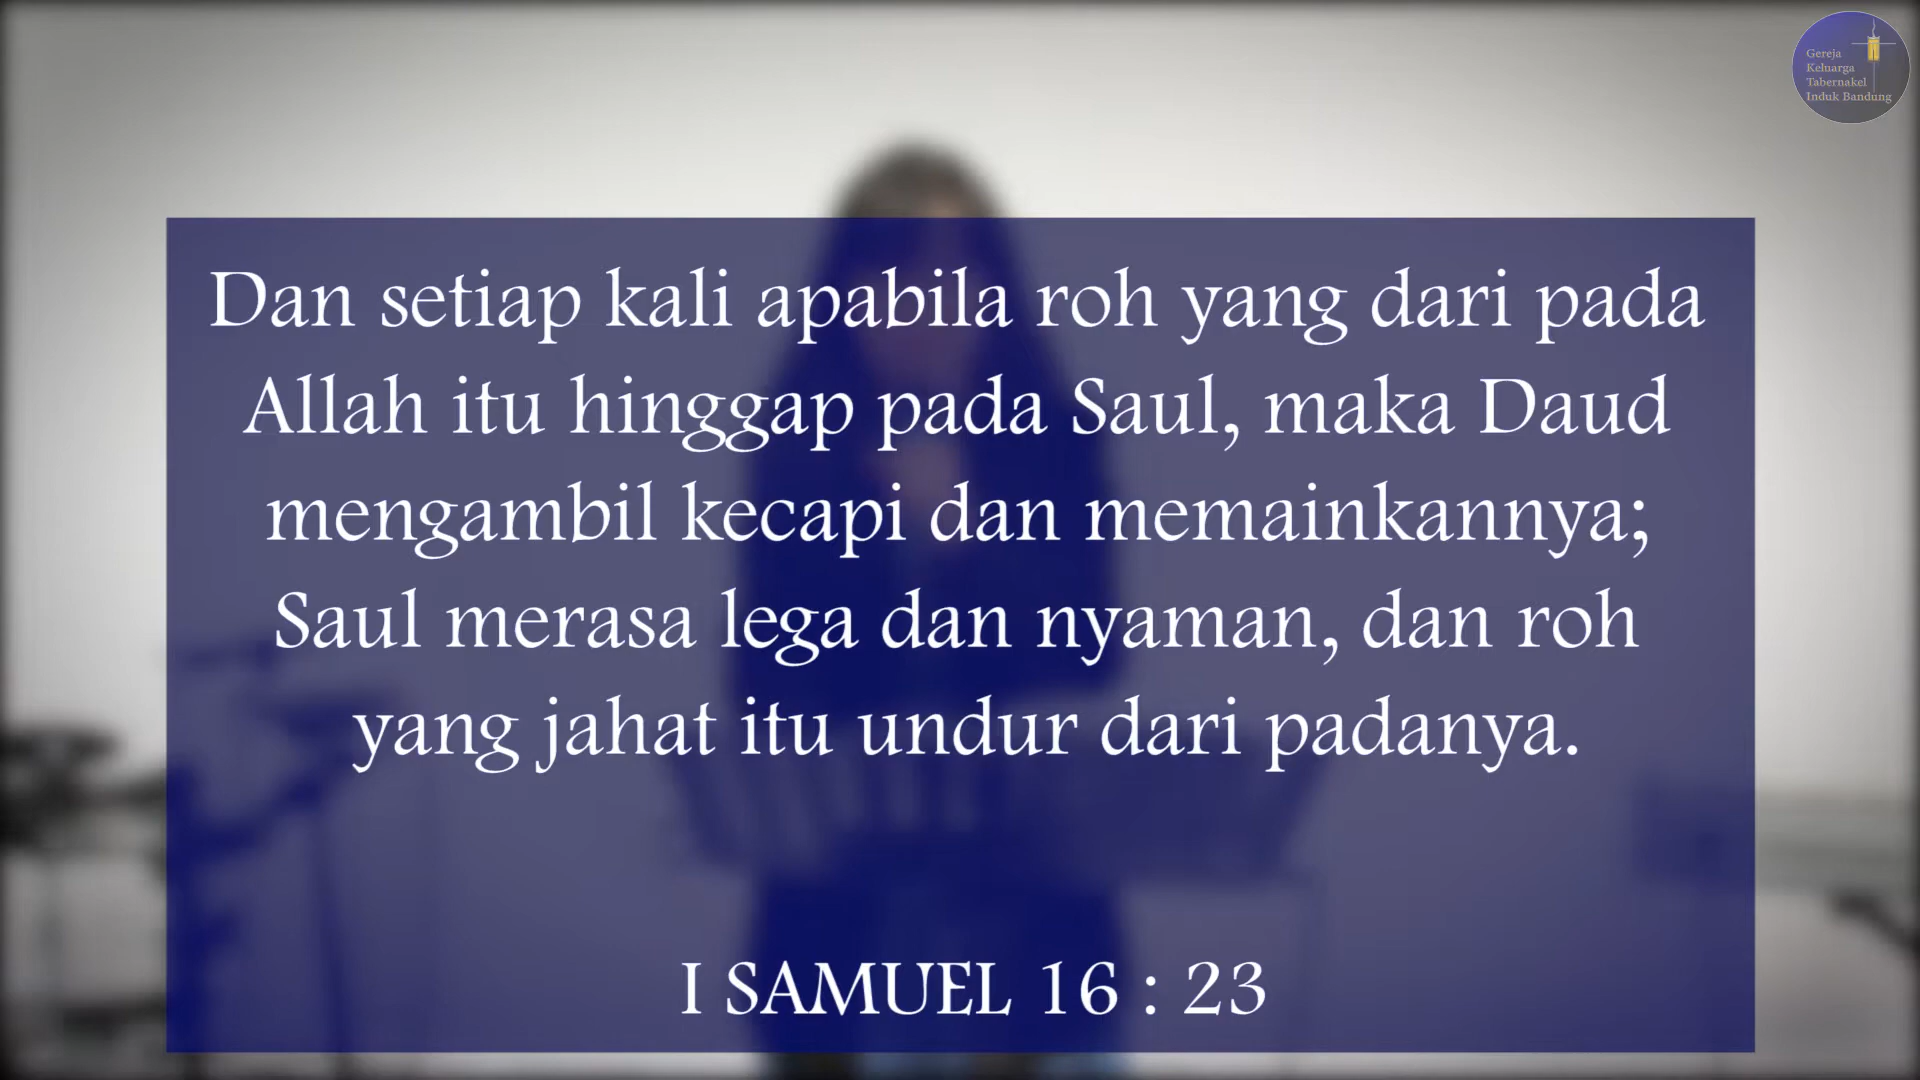 Gereja
Keluarga
Tabernakel
Induk Bandung
Dan setiap kali apabila roh yang dari pada
Allah itu hinggap pada Saul, maka Daud
mengambil kecapi dan memainkannya;
Saul merasa lega dan nyaman, dan roh
yang jahat itu undur dari padanya.
I SAMUEL 16 : 23